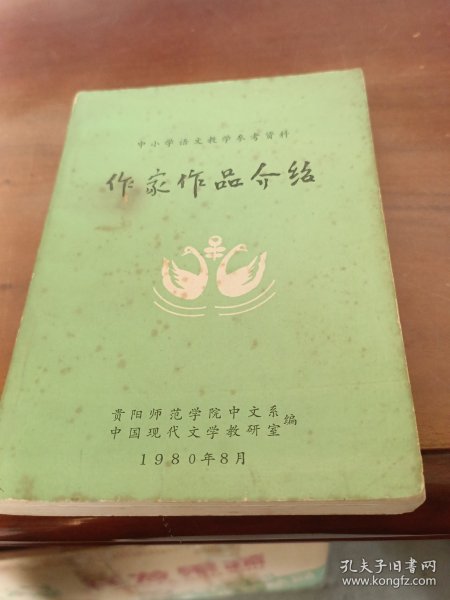 中小学语文教学参考资料
作家作品介绍
贵阳师范学院中文系
中国现代文学教研室 编
1980年8月
孔夫子旧书网
www.kongfz.com